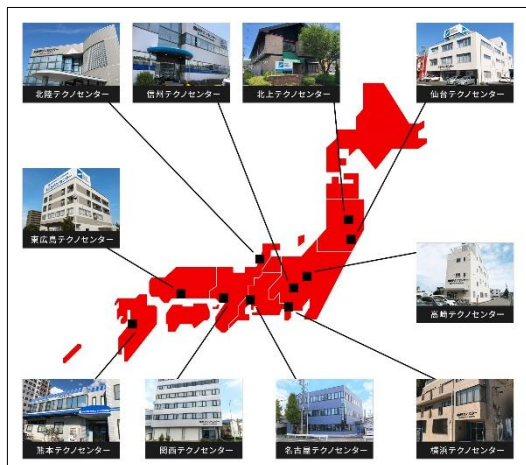 北陸テクノセンター
信州テクノセンター
北上テクノセンター
仙台テクノセンター
東広島テクノセンター
高崎テクノセンター
熊本テクノセンター
関西テクノセンター
名古屋テクノセンター
横浜テクノセンター